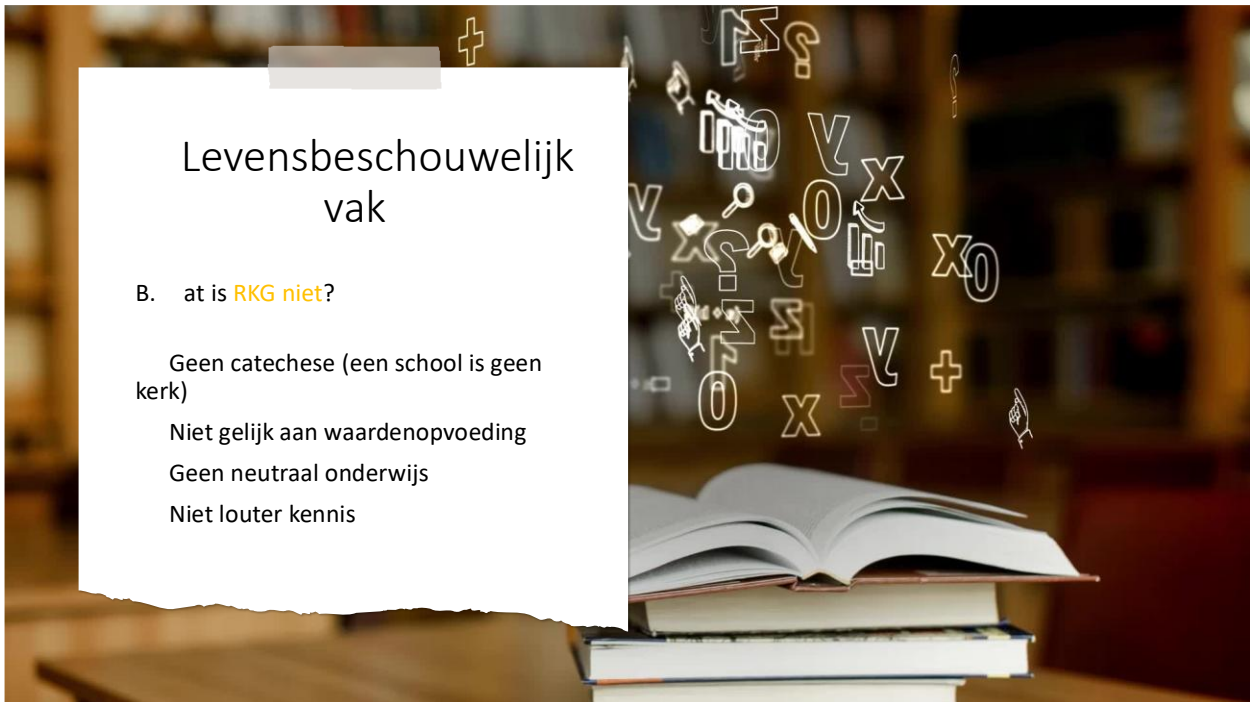 Levensbeschouwelijk
vak
B. at is RKG niet?
Geen catechese (een school is geen
kerk)
Niet gelijk aan waardenopvoeding
Geen neutraal onderwijs
Niet louter kennis